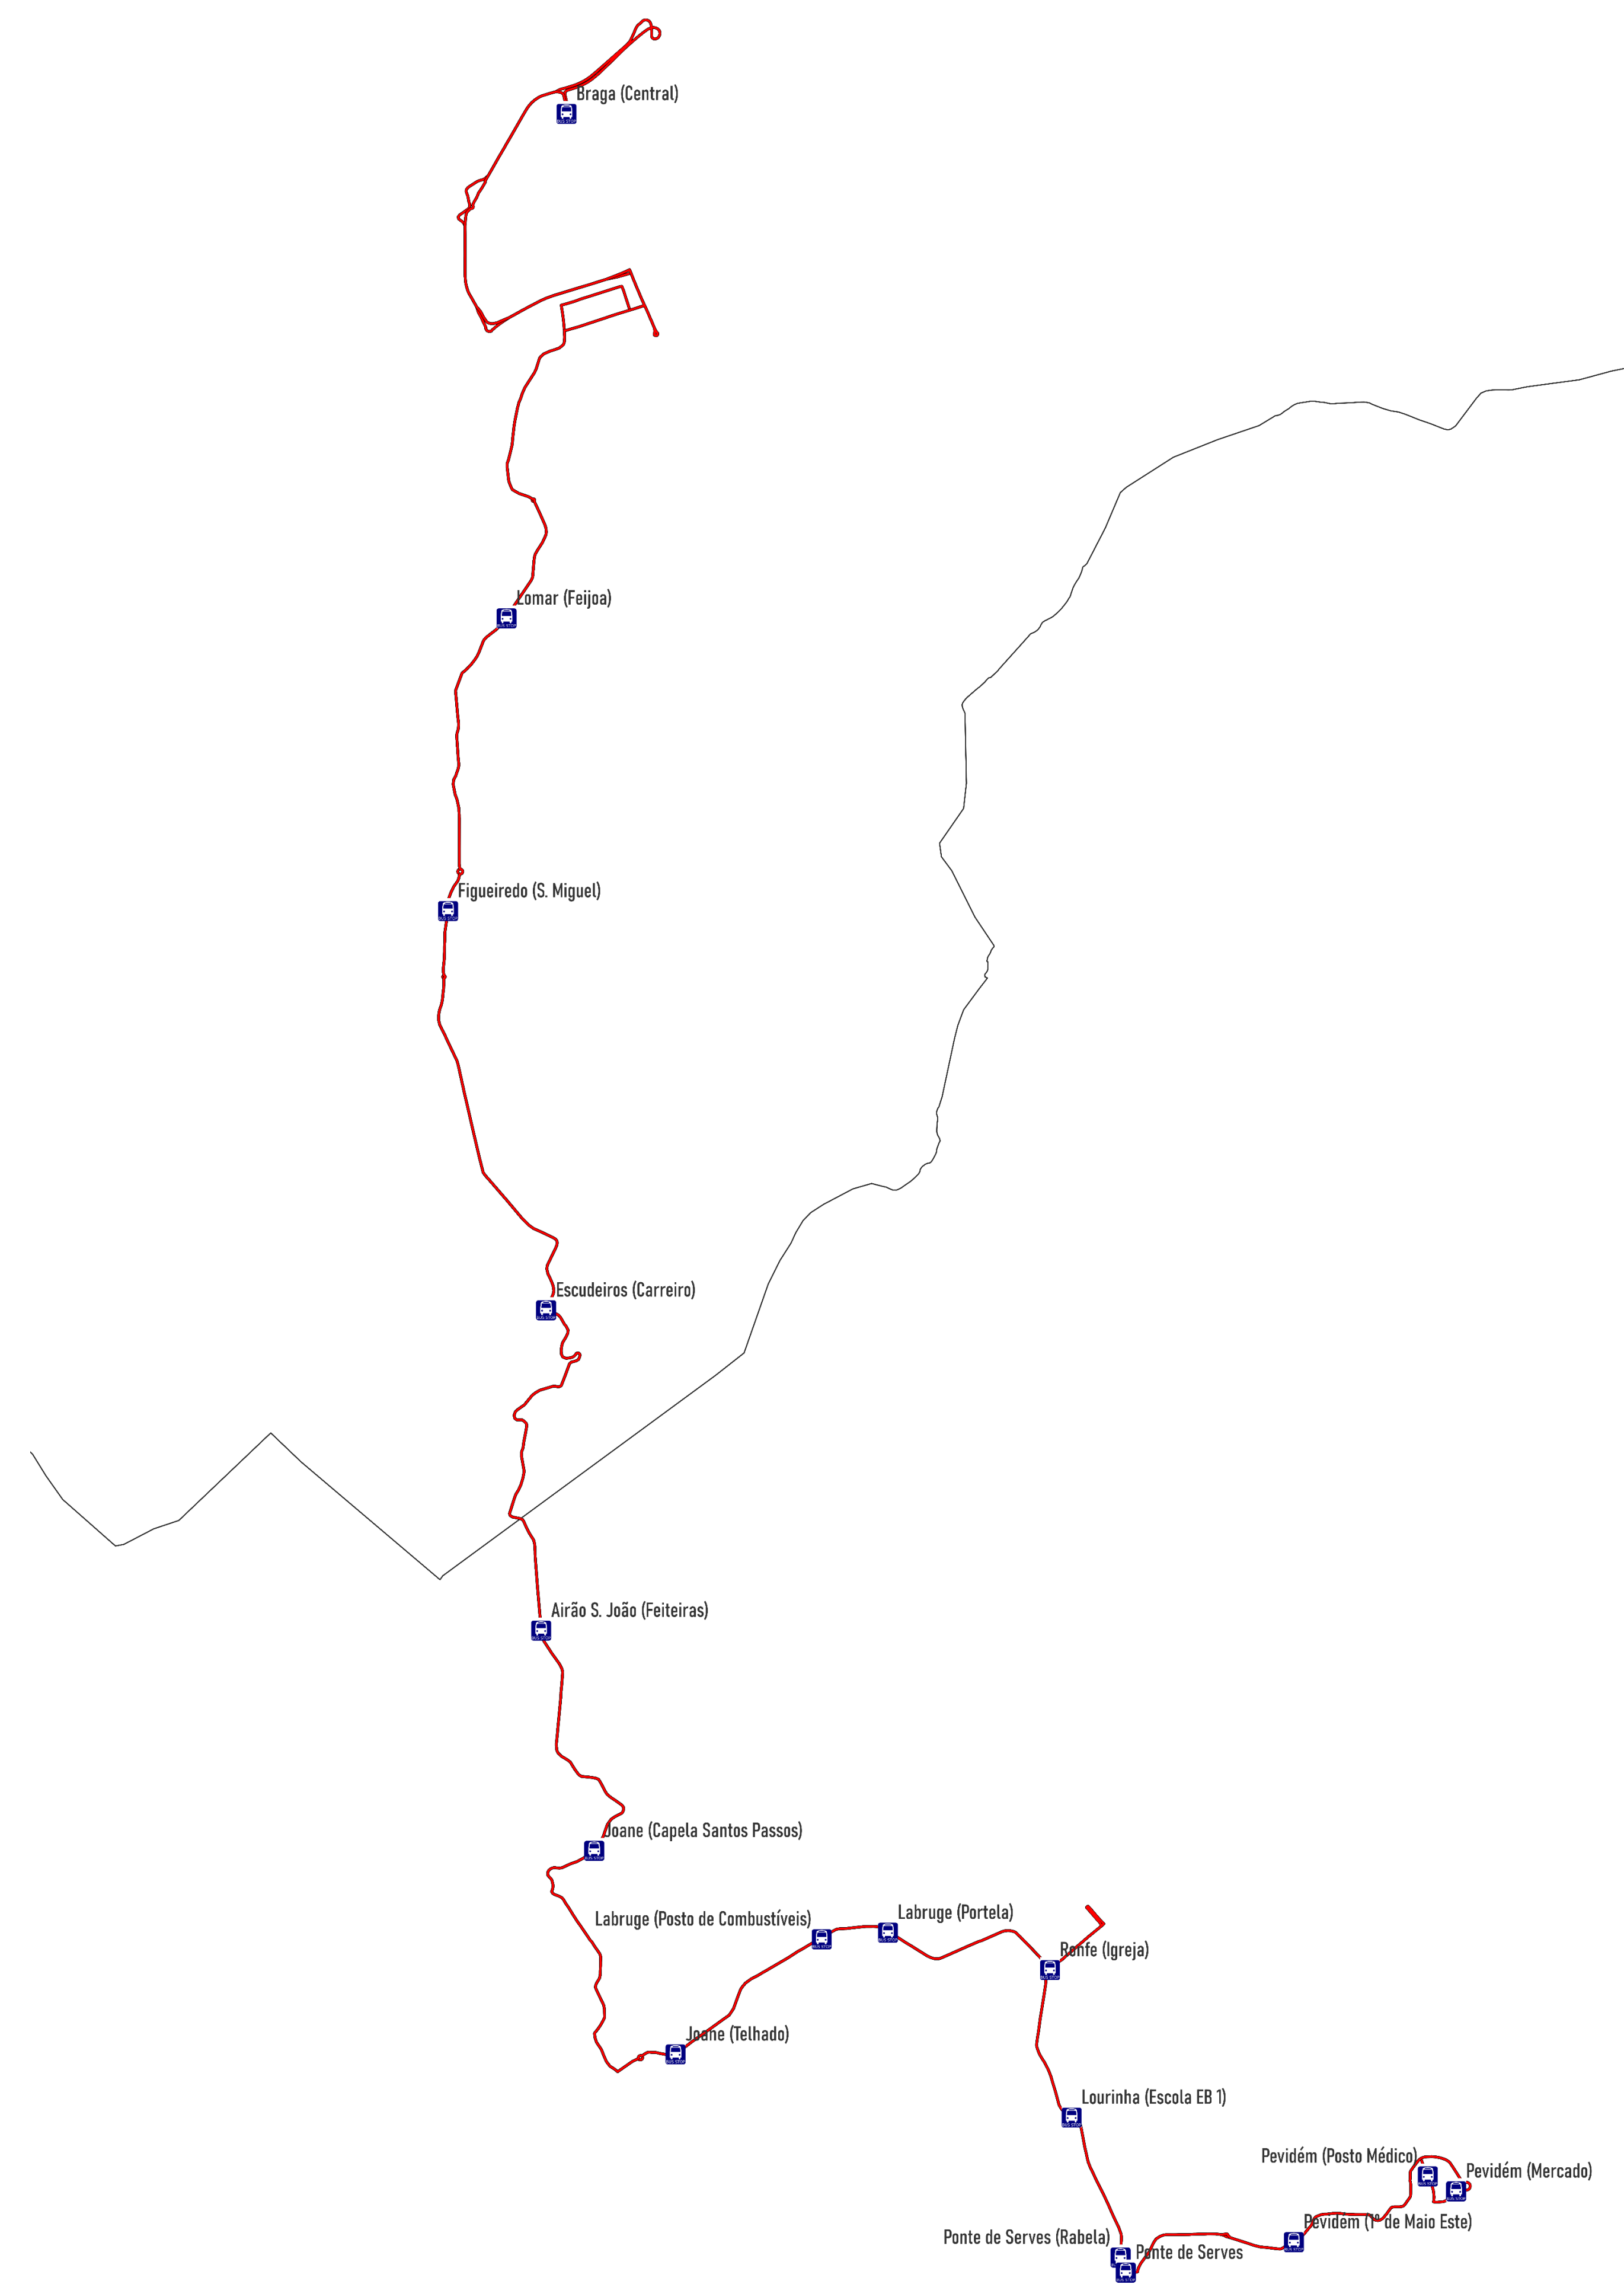 Braga (Central)
Lomar (Feijoa)
Figueiredo (S. Miguel)
Escudeiros (Carreiro)
Airão S. João (Feiteiras)
Joane (Capela Santos Passos)
Labruge (Posto de Combustíveis)
Labruge (Portela)
Ronfe (Igreja)
Joane (Telhado)
Lourinha (Escola EB 1)
Pevidém (Posto Médico)
Pevidém (Mercado)
Pevidém (1º de Maio Este)
Ponte de Serves (Rabela)
Ponte de Serves